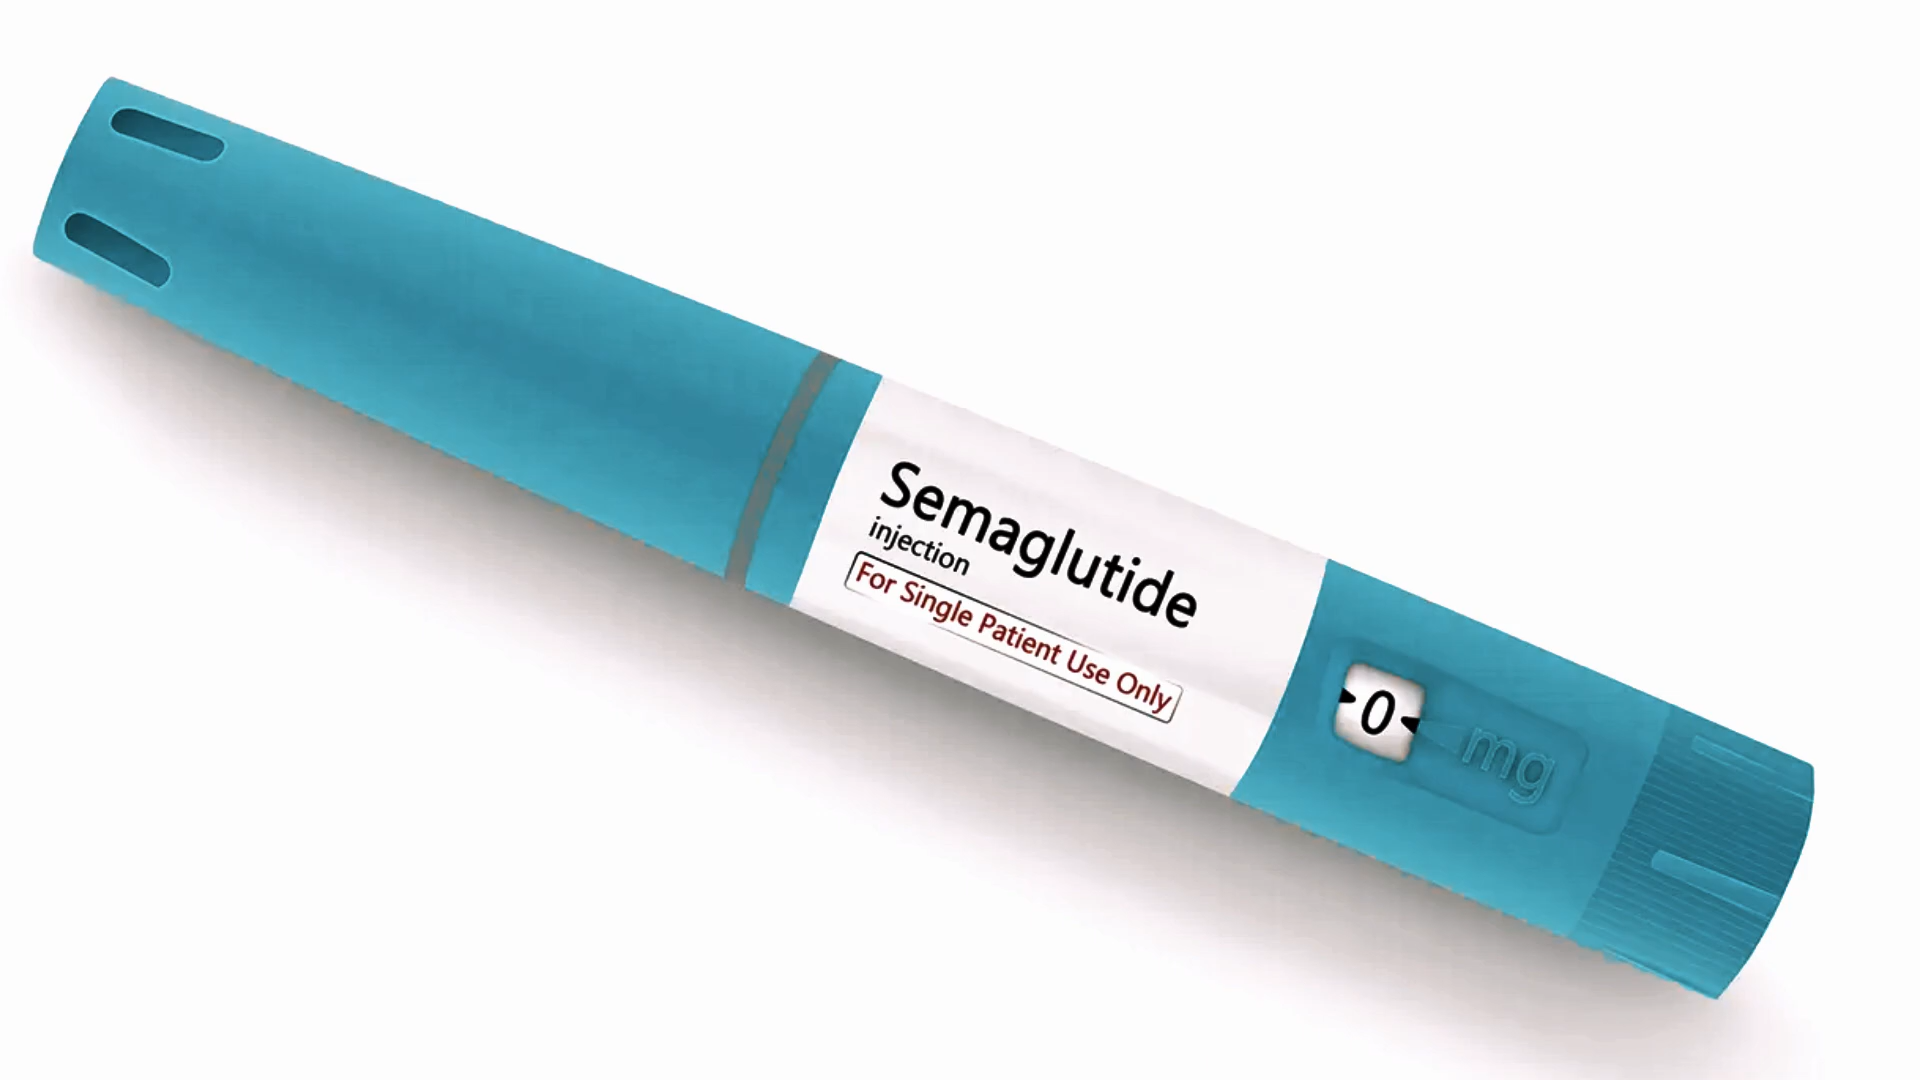 Semaglutide
injection
For Single Patient Use Only
0
mg